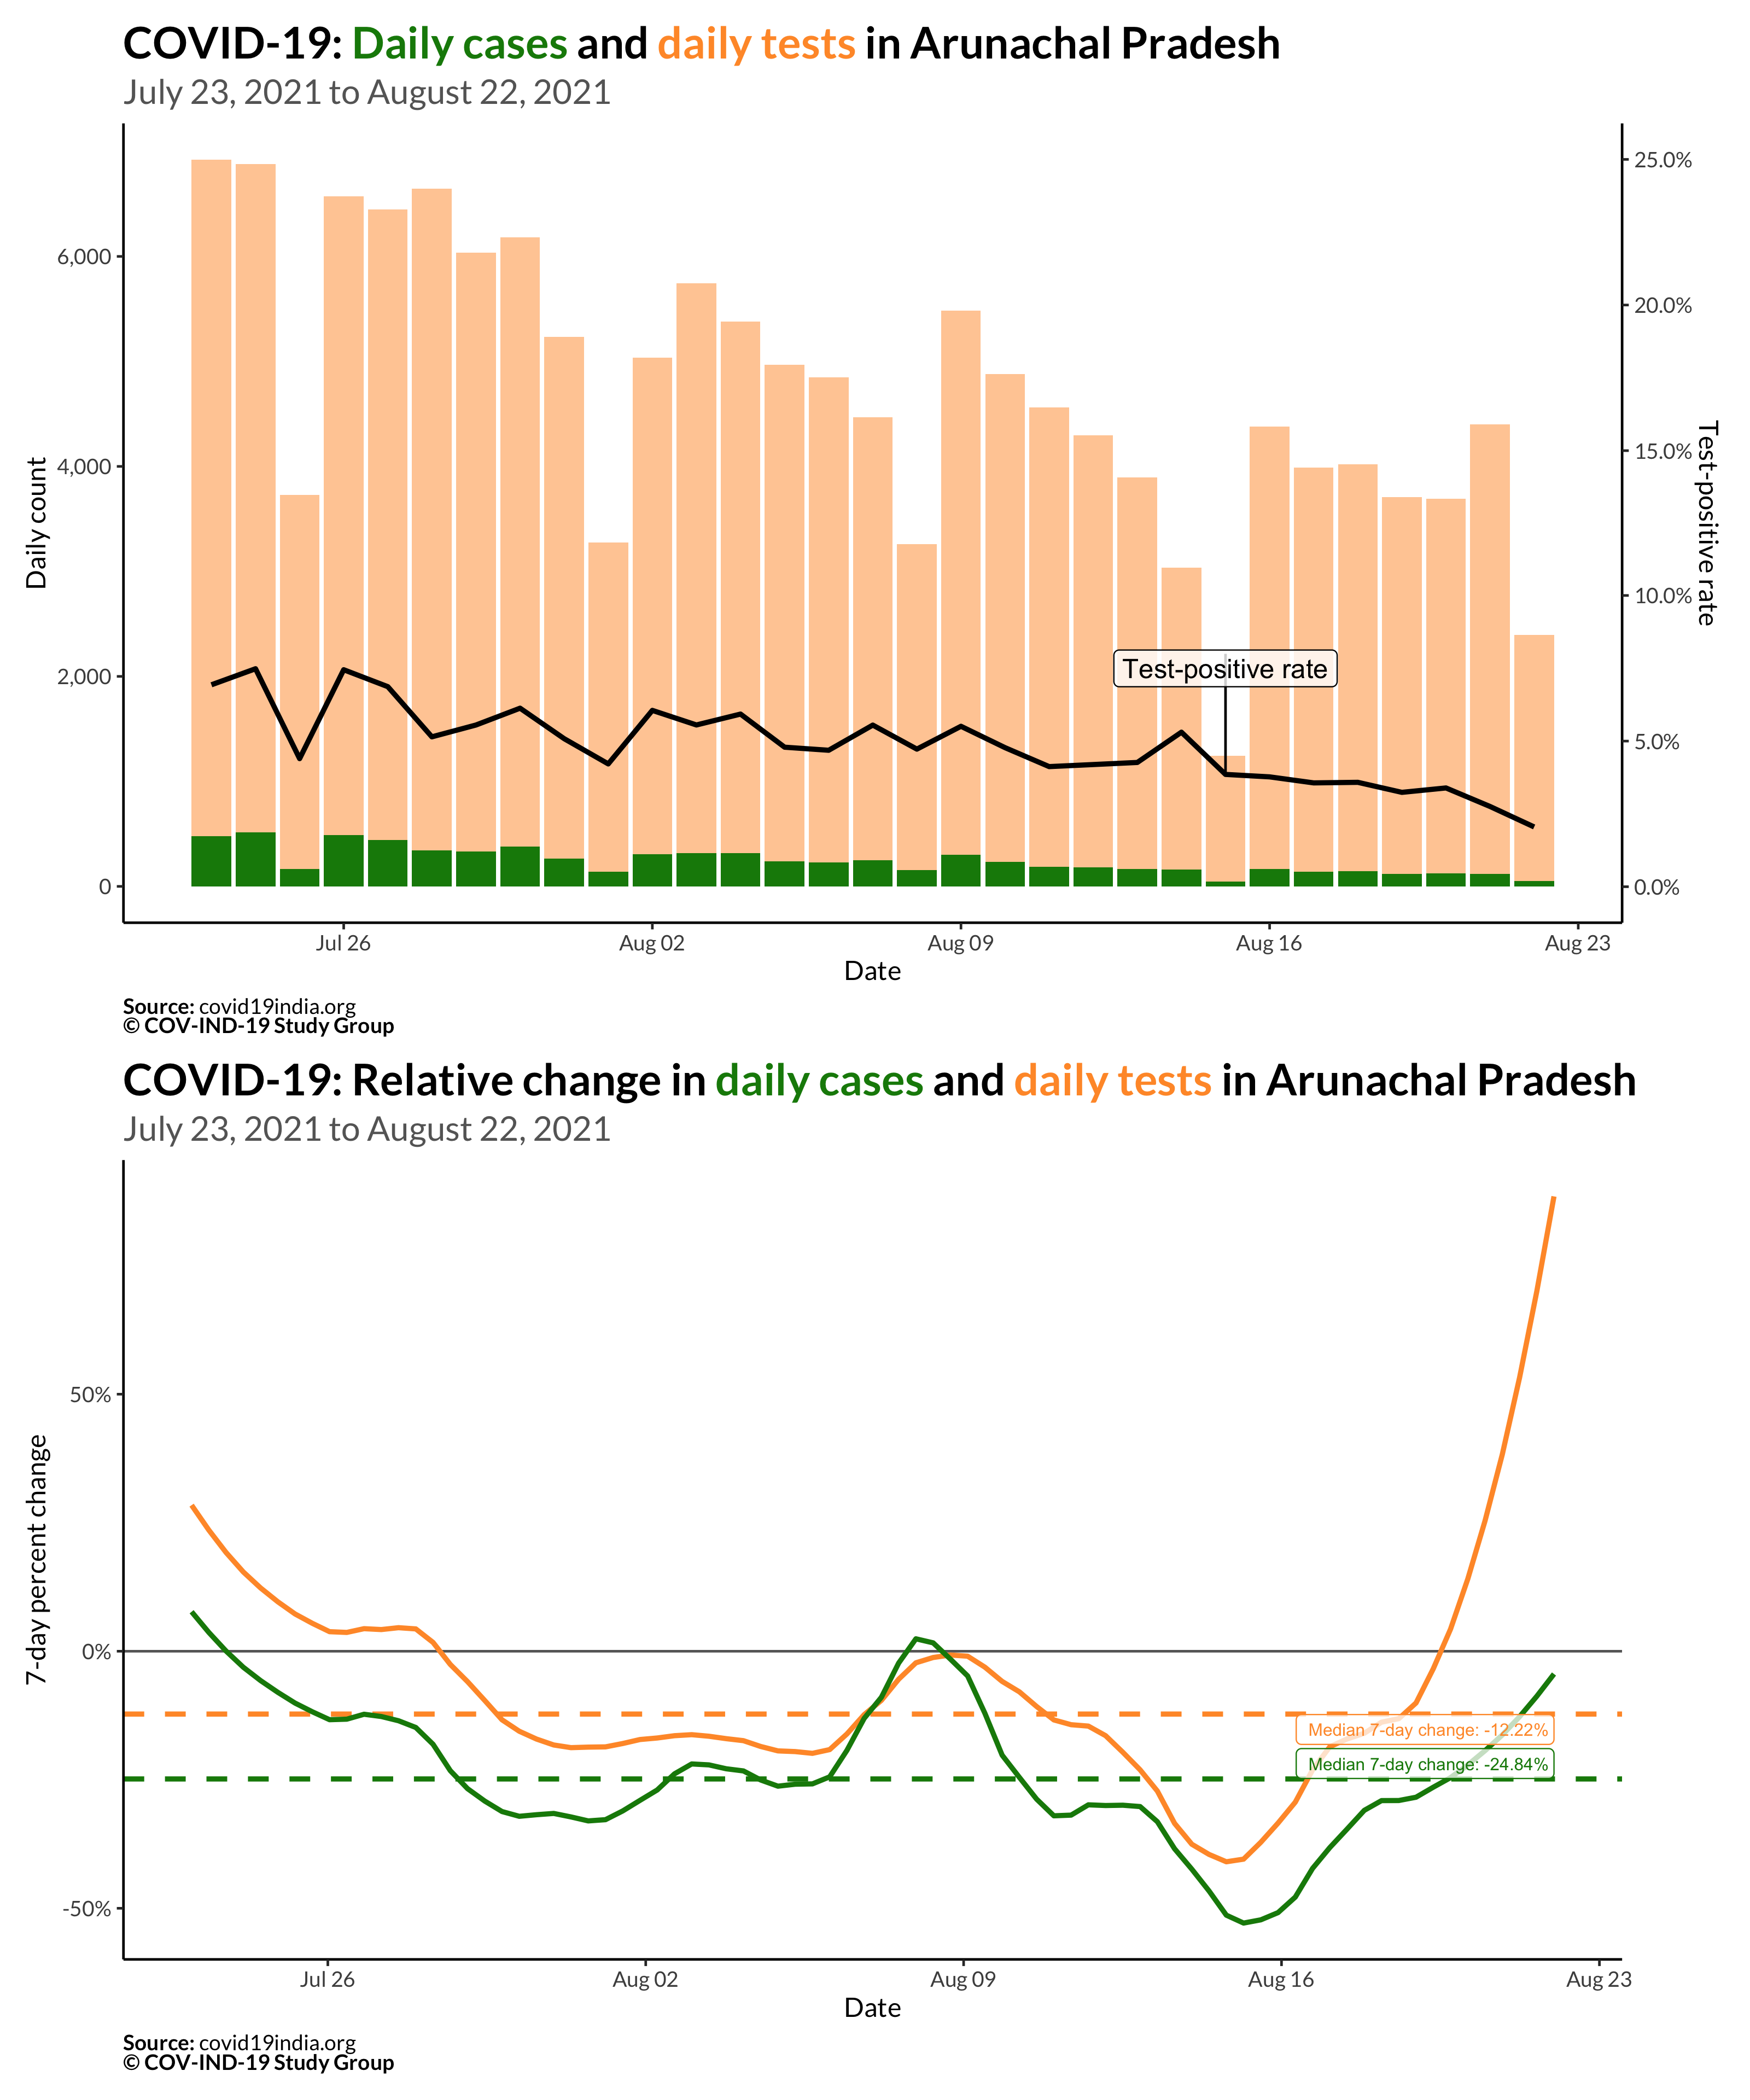 COVID-19: Daily cases and daily tests in Arunachal Pradesh
July 23, 2021 to August 22, 2021
6,000
4,000
2,000
0
Daily count
25.0%
20.0%
15.0%
10.0%
5.0%
0.0%
Test-positive rate
Test-positive rate
Jul 26
Aug 02
Aug 09
Aug 16
Aug 23
Date
Source: covid19india.org
© COV-IND-19 Study Group
COVID-19: Relative change in daily cases and daily tests in Arunachal Pradesh
July 23, 2021 to August 22, 2021
50%
0%
-50%
7-day percent change
Median 7-day change: -12.22%
Median 7-day change: -24.84%
Jul 26
Aug 02
Aug 09
Aug 16
Aug 23
Date
Source: covid19india.org
© COV-IND-19 Study Group